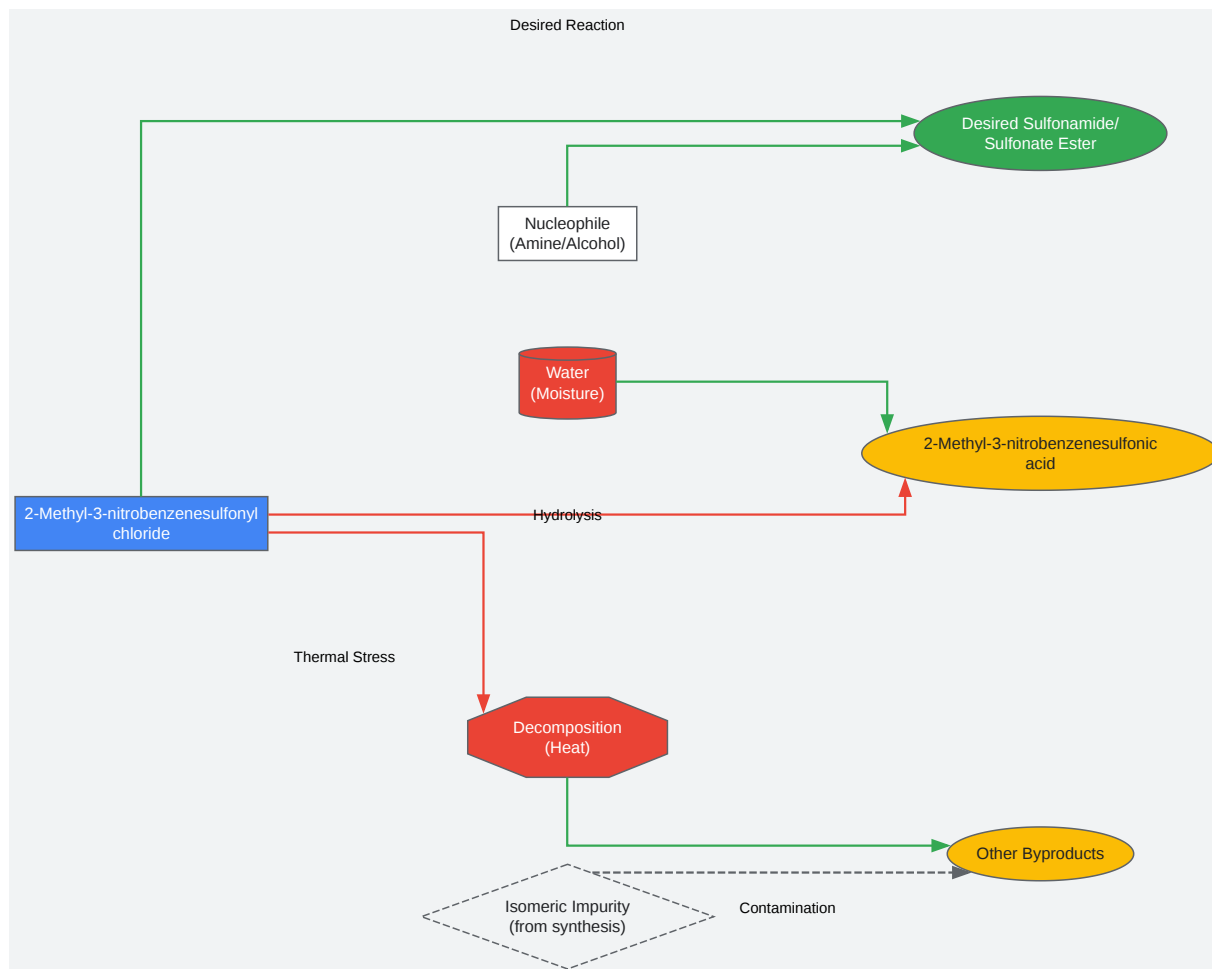 Desired Reaction
Desired Sulfonamide/
Sulfonate Ester
Nucleophile
(Amine/Alcohol)
Water
(Moisture)
2-Methyl-3-nitrobenzenesulfonic
acid
2-Methyl-3-nitrobenzenesulfonyl
chloride
Hydrolysis
Thermal Stress
Decomposition
(Heat)
Other Byproducts
Isomeric Impurity
(from synthesis)
Contamination